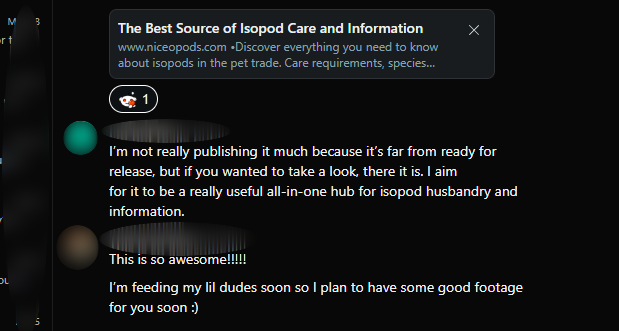 The Best Source of Isopod Care and Information
www.niceopods.com •Discover everything you need to know
about isopods in the pet trade. Care requirements, species...
1
I'm not really publishing it much because it's far from ready for
release, but if you wanted to take a look, there it is. I aim
for it to be a really useful all-in-one hub for isopod husbandry and
information.
This is so awesome!!!!!
I'm feeding my lil dudes soon so I plan to have some good footage
for you soon :)